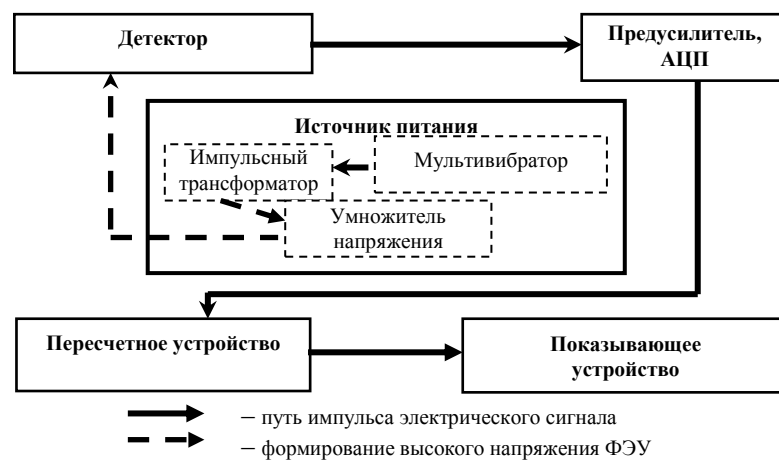 Детектор
Предусилитель,
АЦП
Источник питания
Импульсный
трансформатор
Мультивибратор
Умножитель
напряжения
Пересчетное устройство
Показывающее
устройство
– путь импульса электрического сигнала
– формирование высокого напряжения ФЭУ